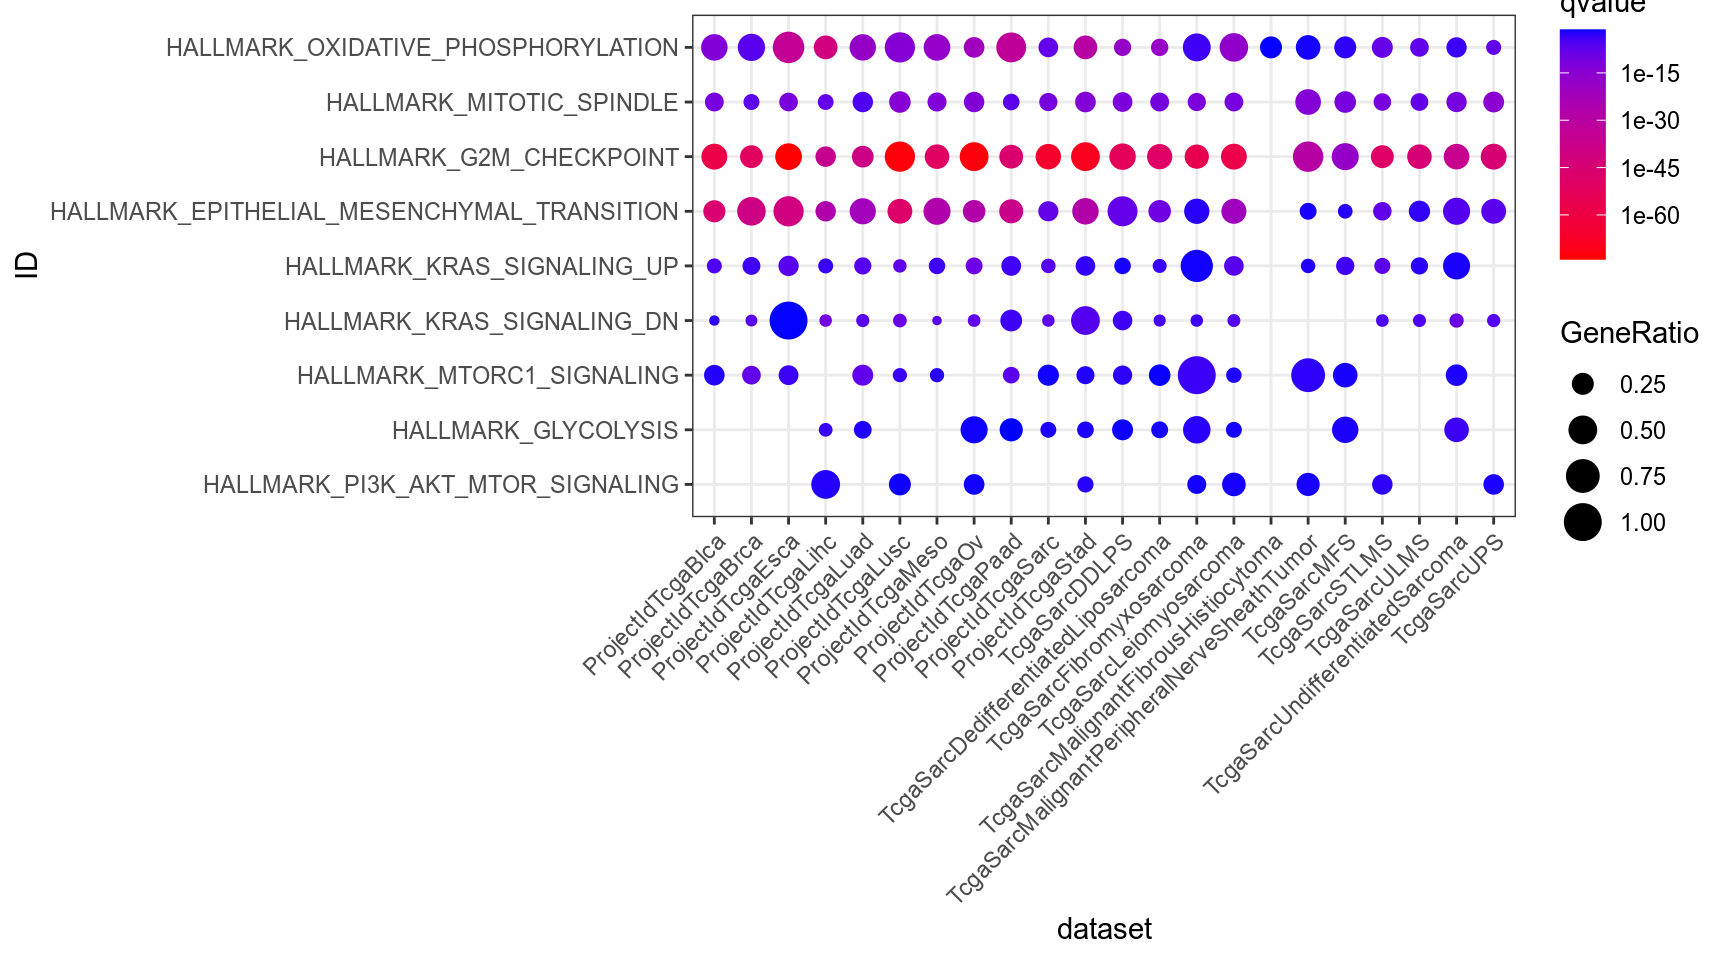 HALLMARK_OXIDATIVE_PHOSPHORYLATION
HALLMARK_MITOTIC_SPINDLE
HALLMARK_G2M_CHECKPOINT
HALLMARK_EPITHELIAL_MESENCHYMAL_TRANSITION
HALLMARK_KRAS_SIGNALING_UP
HALLMARK_KRAS_SIGNALING_DN
HALLMARK_MTORC1_SIGNALING
HALLMARK_GLYCOLYSIS
HALLMARK_PI3K_AKT_MTOR_SIGNALING
ID
ProjectIdTcgaBlca
ProjectIdTcgaBrca
ProjectIdTcgaEsca
ProjectIdTcgaLihc
ProjectIdTcgaLuad
ProjectIdTcgaLusc
ProjectIdTcgaMeso
ProjectIdTcgaOv
ProjectIdTcgaPaad
ProjectIdTcgaSarc
ProjectIdTcgaStad
TcgaSarcDDLPS
TcgaSarcDedifferentiatedLiposarcoma
TcgaSarcFibromyxosarcoma
TcgaSarcLeiomyosarcoma
TcgaSarcMalignantFibrousHistiocytoma
TcgaSarcMalignantPeripheralNerveSheathTumor
TcgaSarcMFS
TcgaSarcSTLMS
TcgaSarcULMS
TcgaSarcUndifferentiatedSarcoma
TcgaSarcUPS
dataset
qvalue
1e-15
1e-30
1e-45
1e-60
GeneRatio
0.25
0.50
0.75
1.00